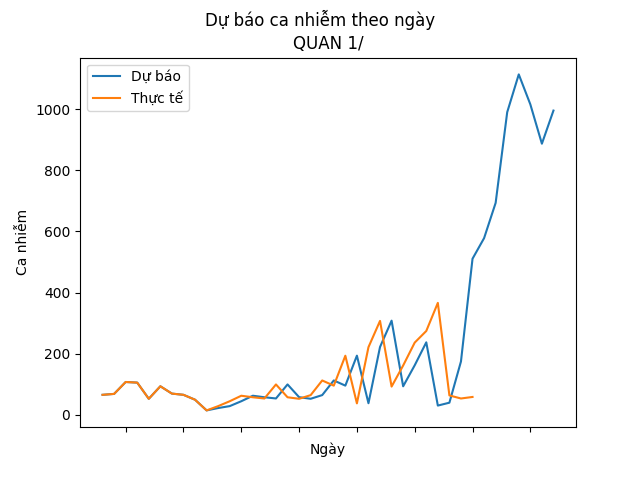 Dự báo ca nhiễm theo ngày
QUAN 1/
Dự báo
Thực tế
1000
800
600
400
200
0
Ca nhiễm
Ngày